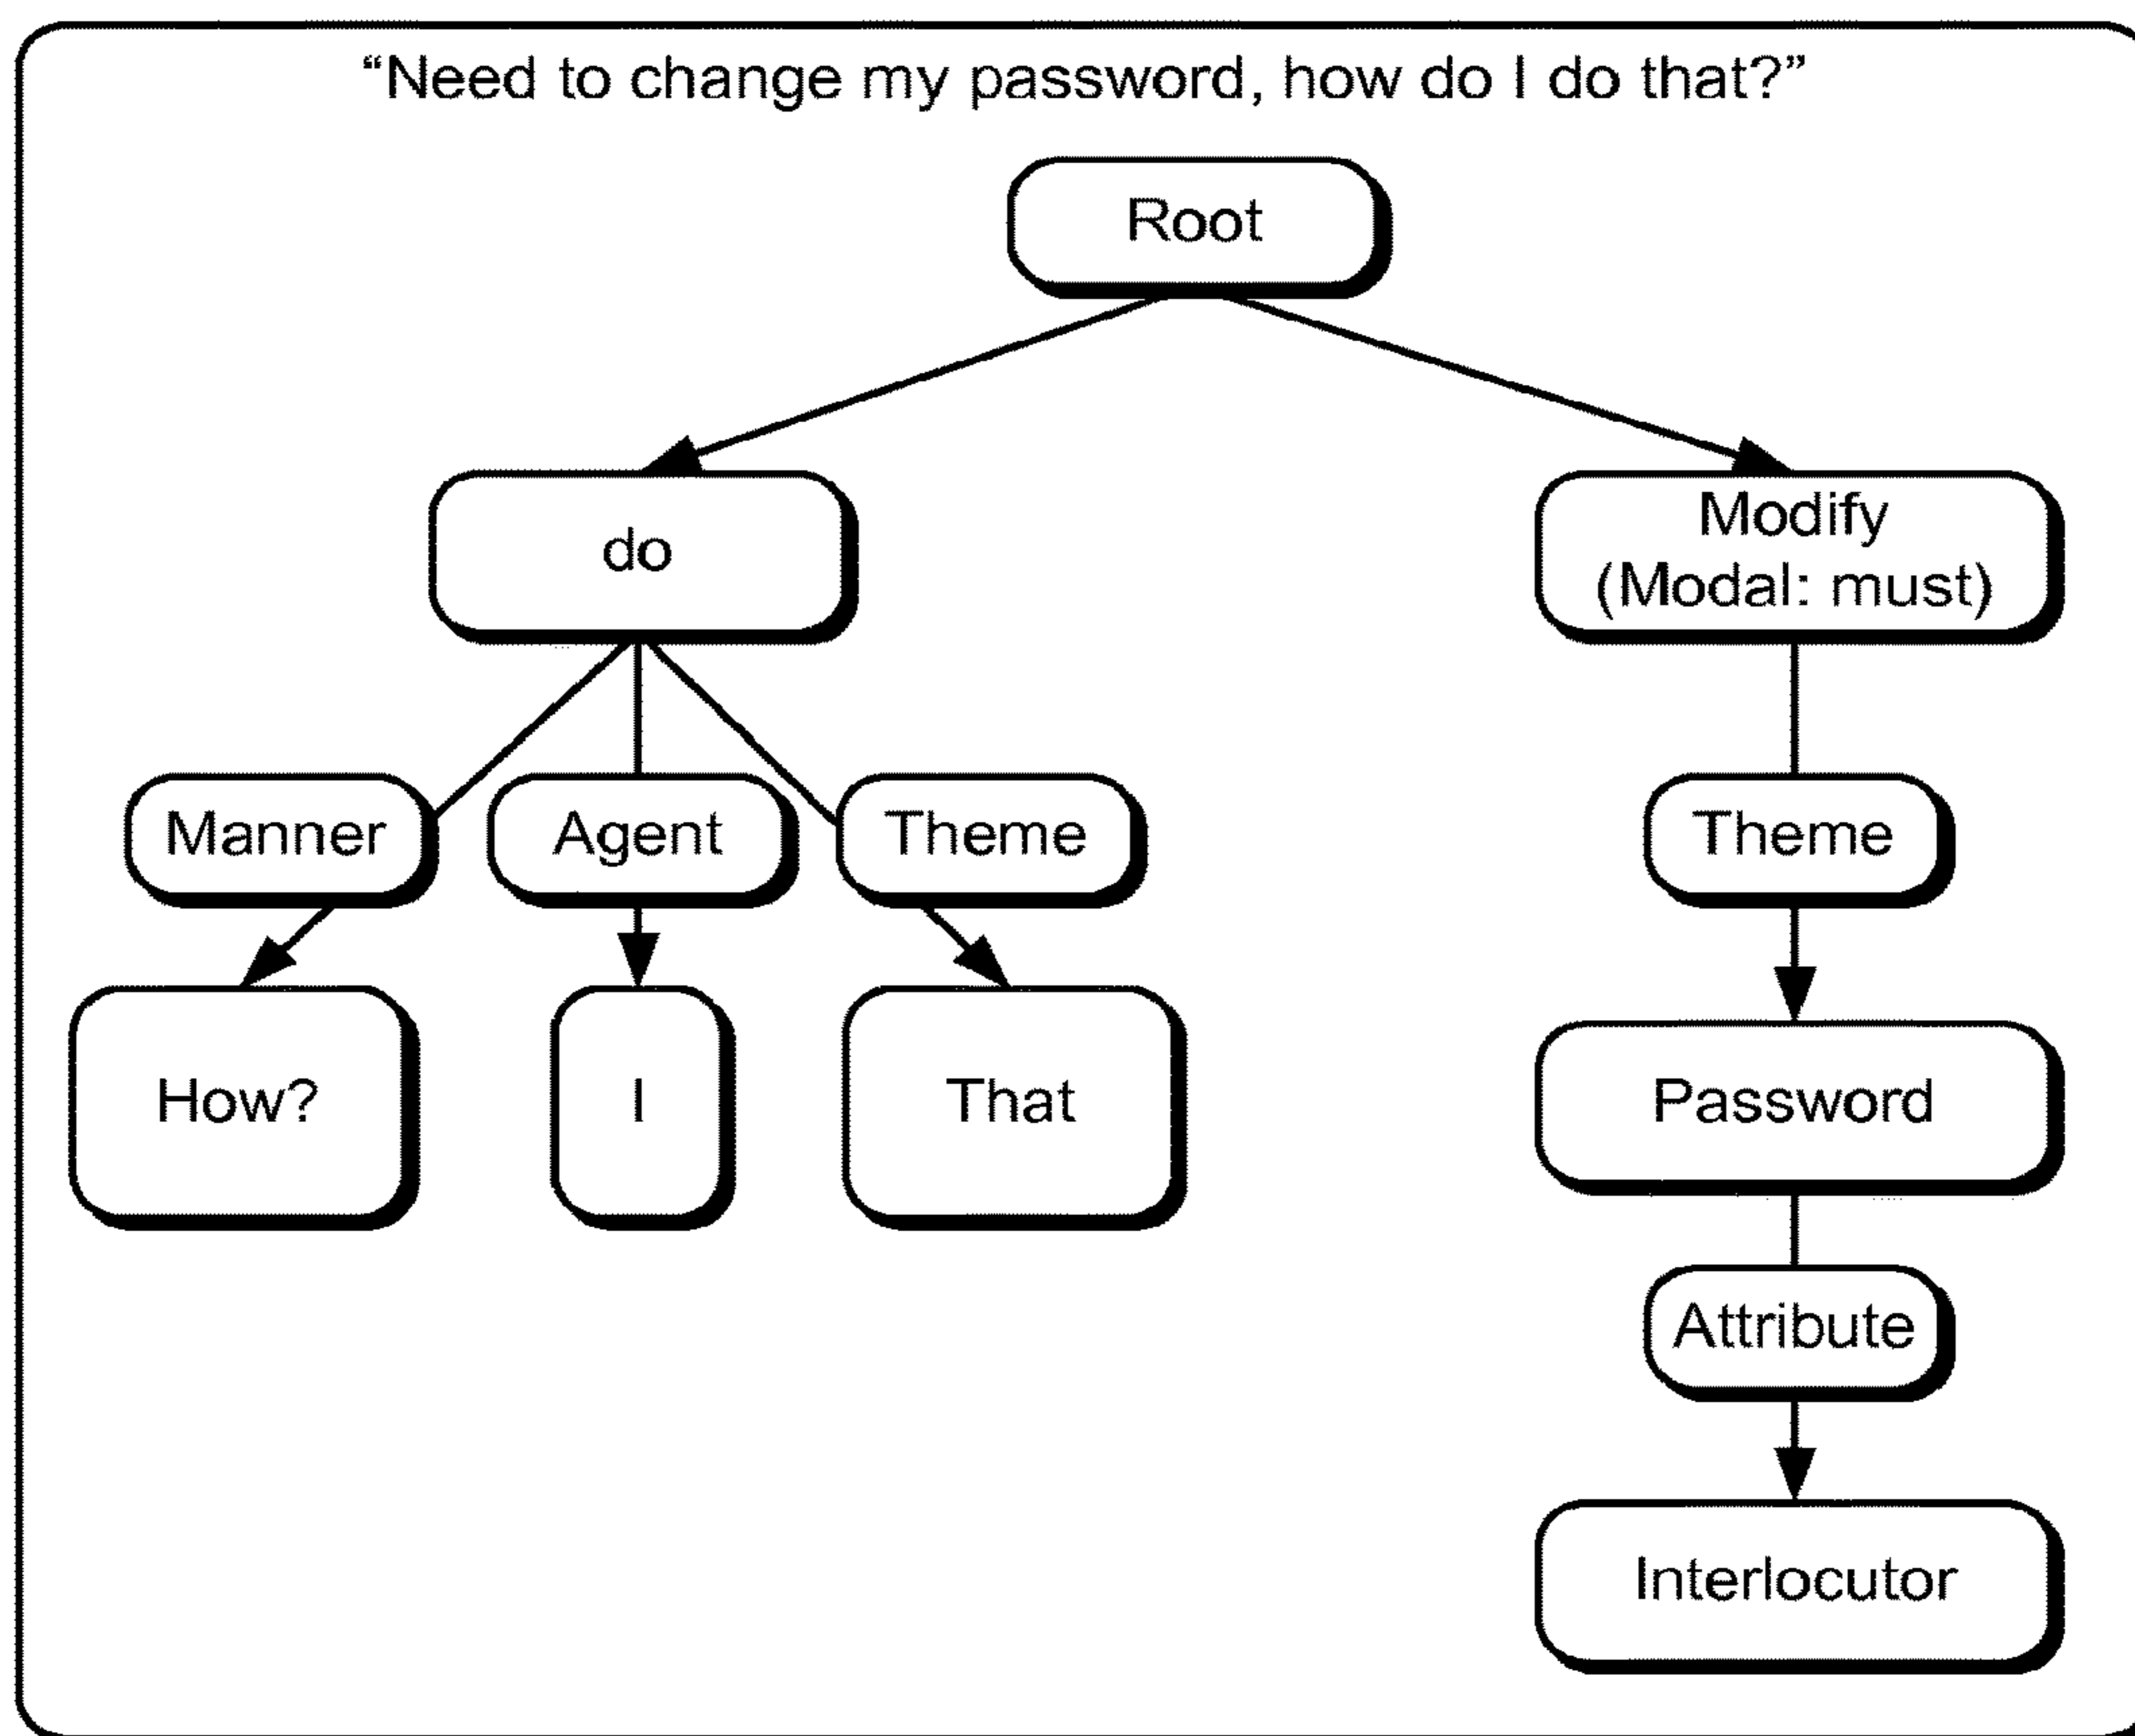 “Need to change my password, how do I do that?”
Root
do
Modify
(Modal: must)
Manner
Agent
Theme
Theme
How?
I
That
Password
Attribute
Interlocutor